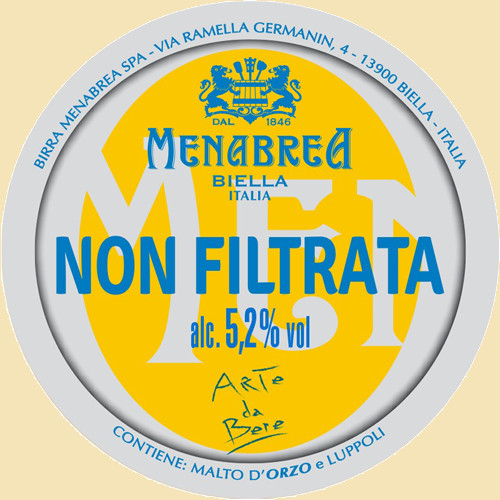 BIRRA MENABREA SPA - VIA RAMELLA GERMANIN, 4 - 13900 BIELLA - ITALIA
DAL 1846
MENABREA
BIELLA
ITALIA
MEN
NON FILTRATA
alc. 5,2% vol
ARTe
da
Bere
CONTIENE: MALTO D'ORZO e LUPPOLI